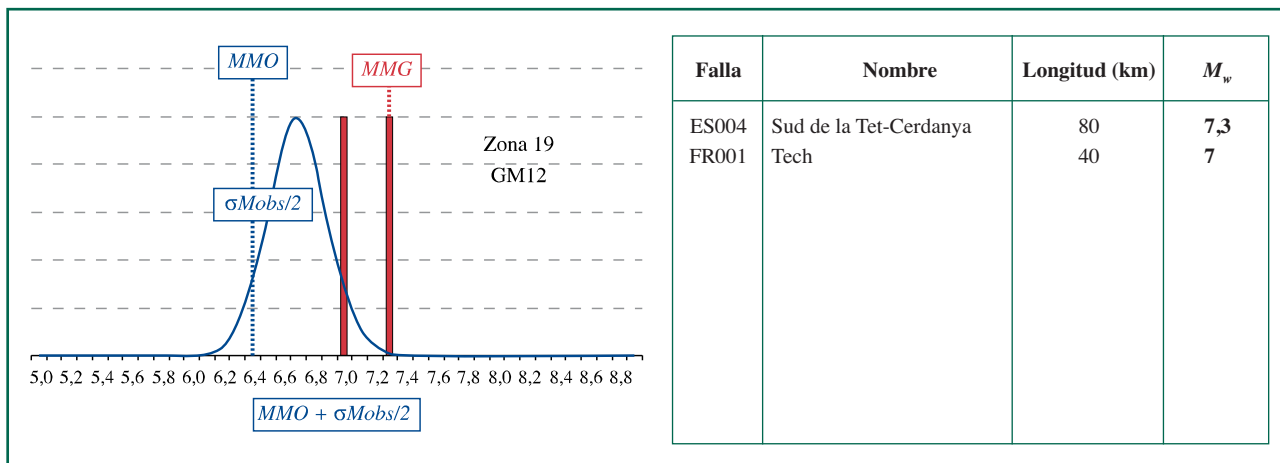 MMO
MMG
Zona 19
GM12
σMobs/2
5,0 5,2 5,4 5,6 5,8 6,0 6,2 6,4 6,6 6,8 7,0 7,2 7,4 7,6 7,8 8,0 8,2 8,4 8,6 8,8
MMO + σMobs/2
Falla Nombre Longitud (km) Mw
ES004 Sud de la Tet-Cerdanya 80 7,3
FR001 Tech 40 7